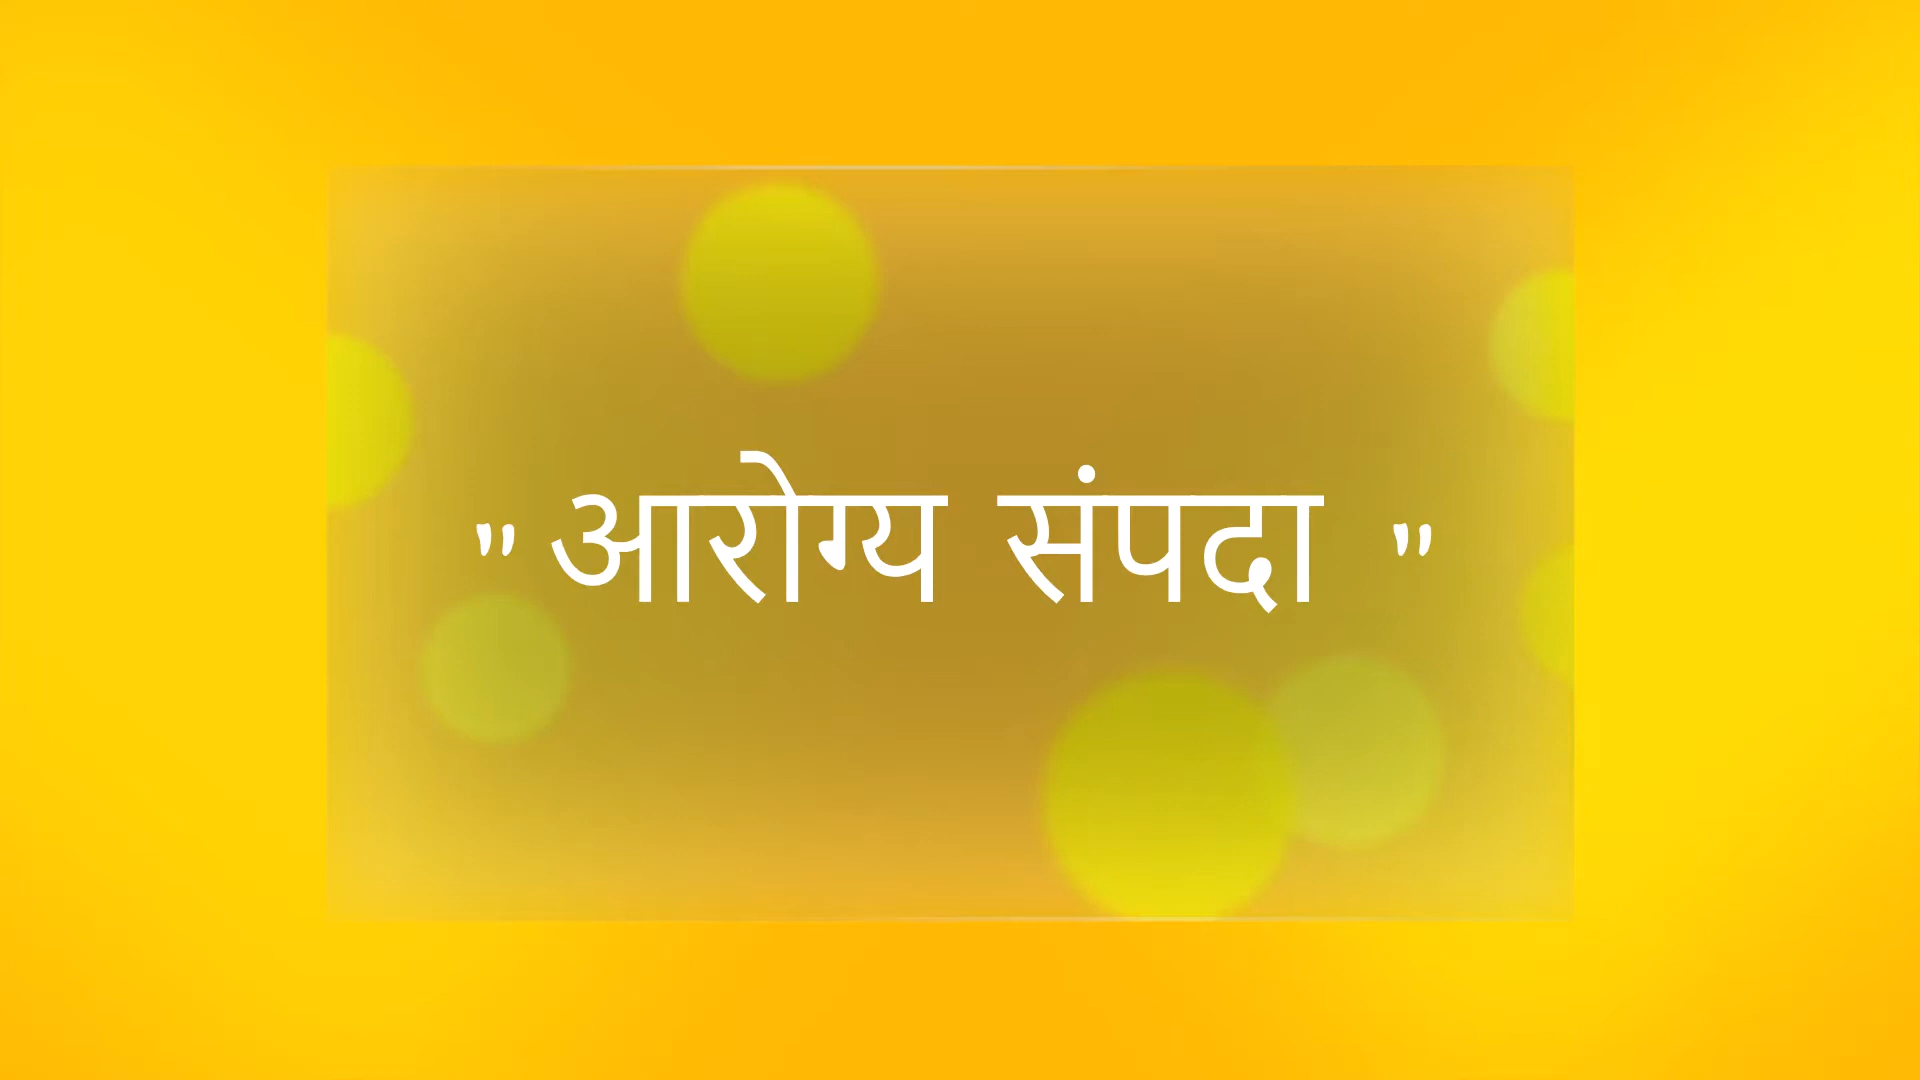 " आरोग्य संपदा "